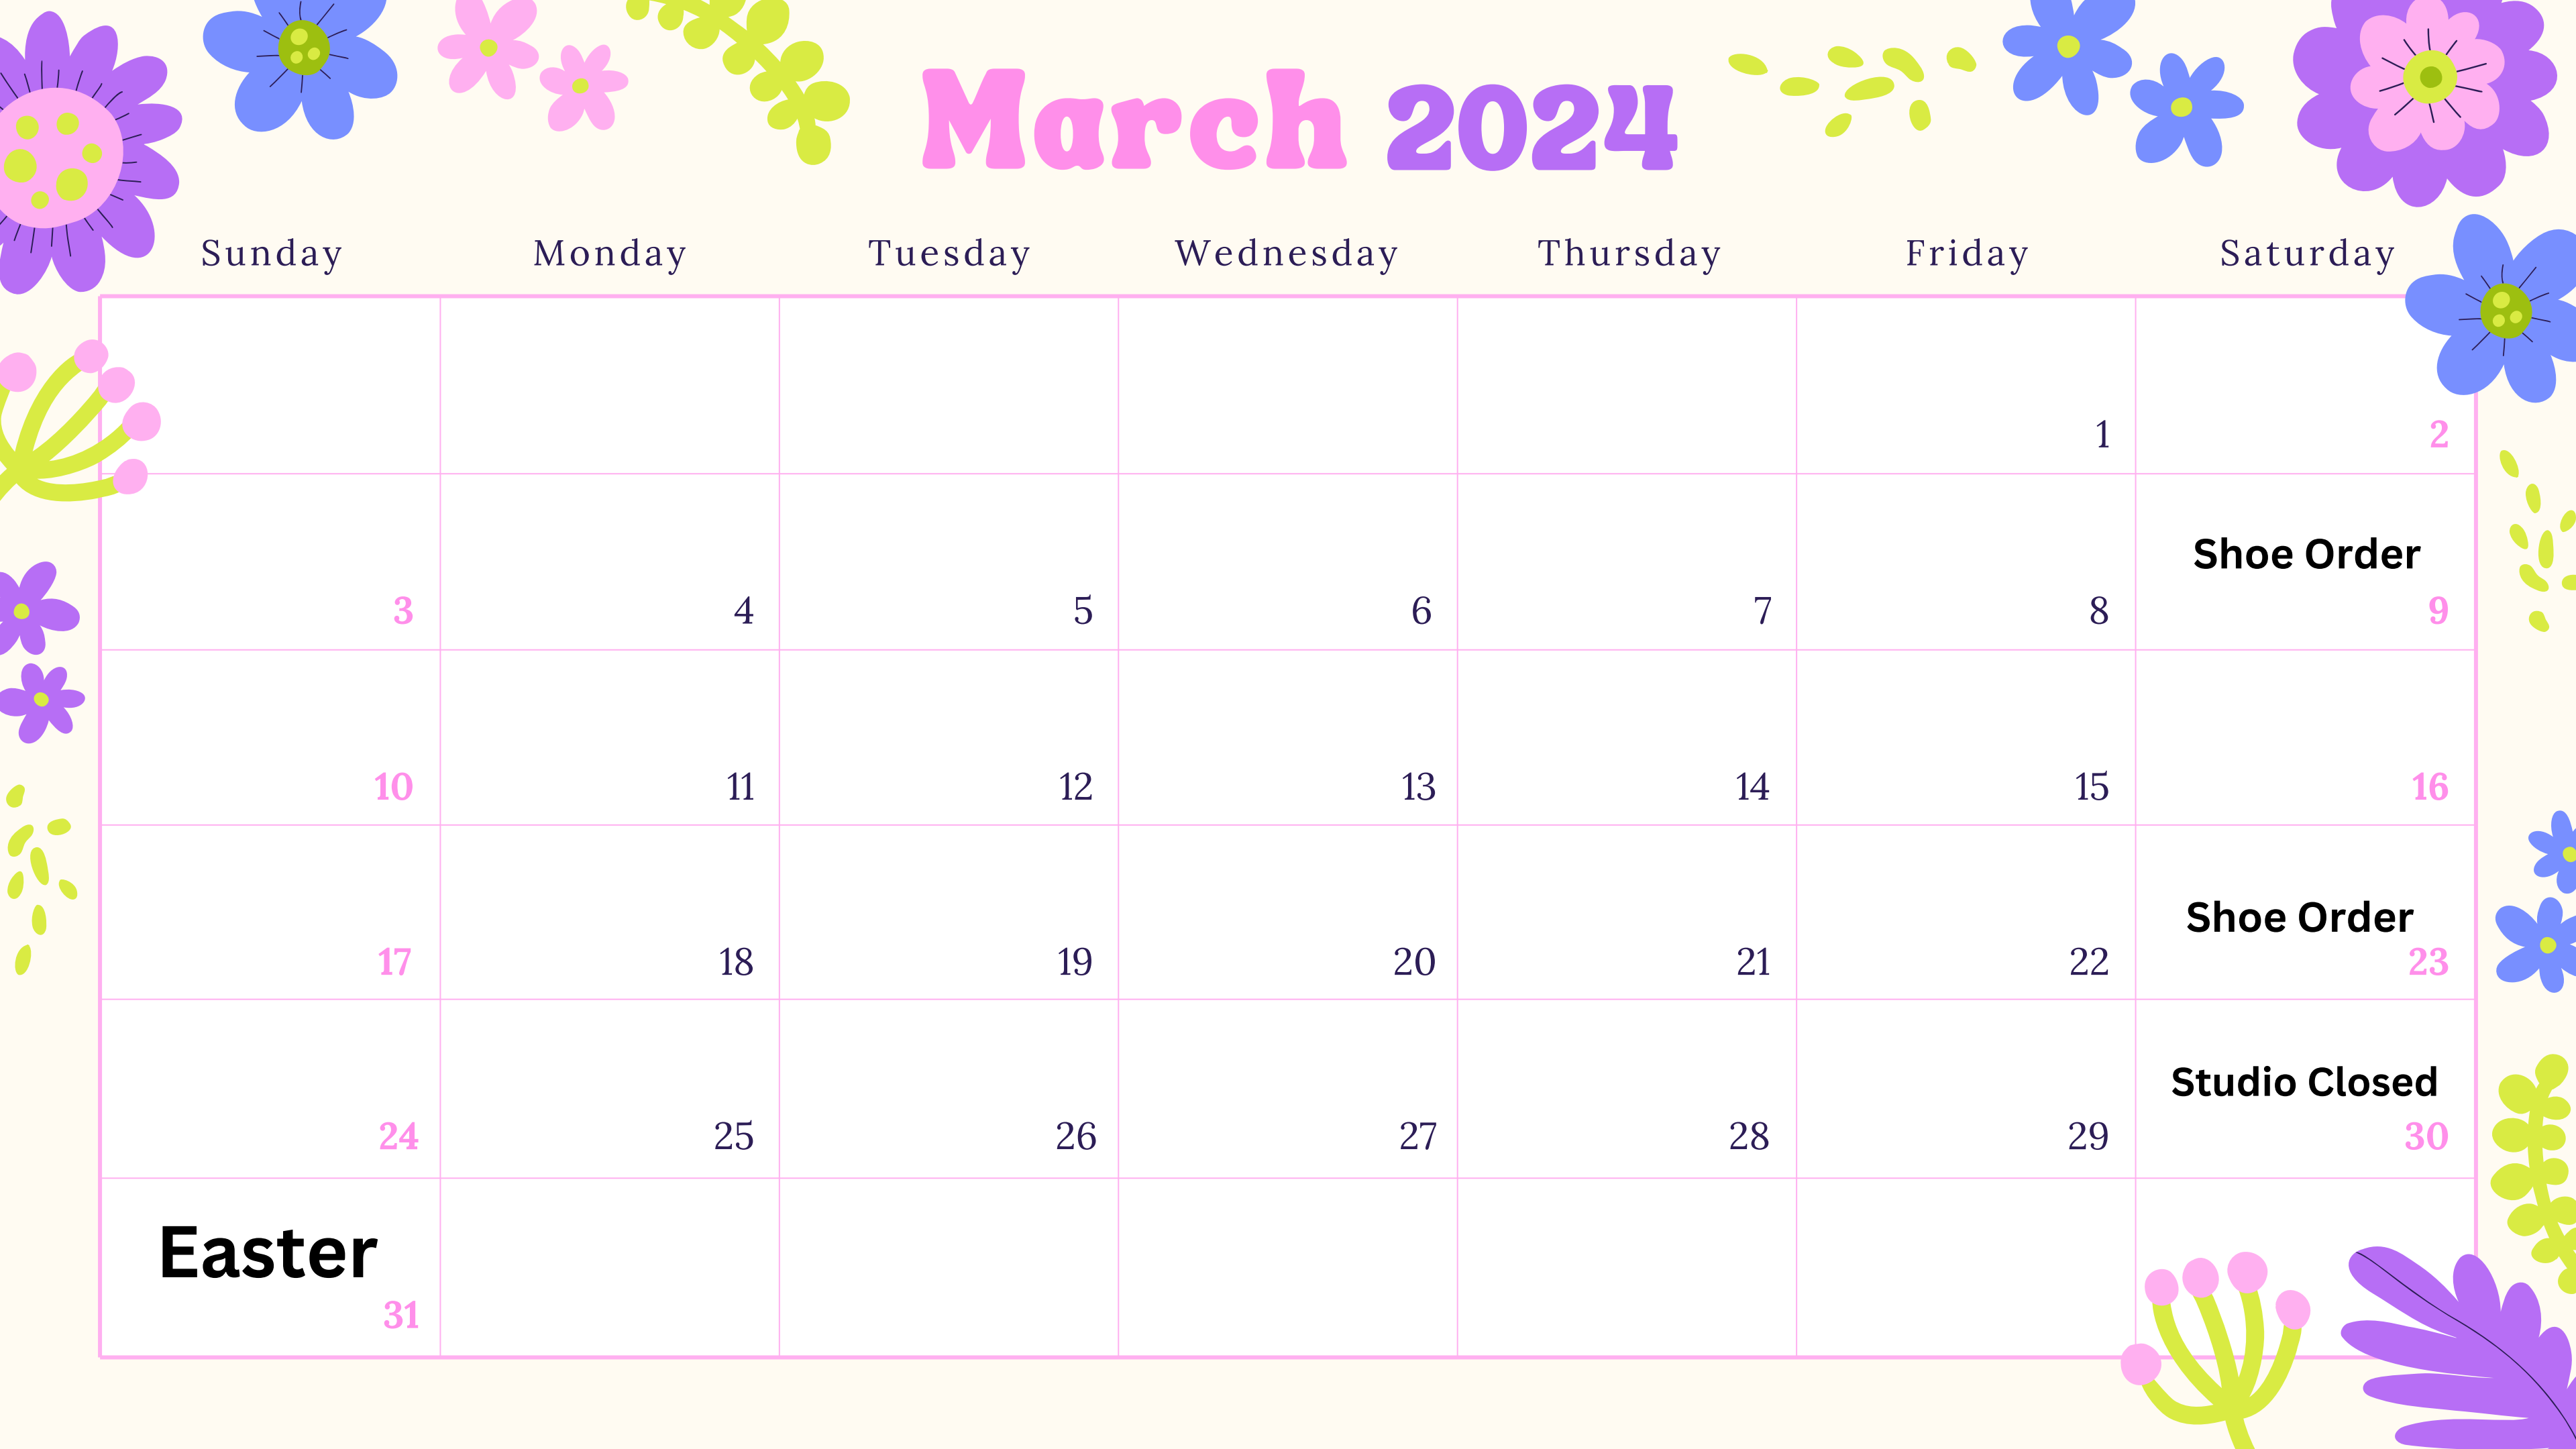 March 2024
Sunday Monday Tuesday Wednesday Thursday Friday Saturday
1 2
Shoe Order
3 4 5 6 7 8 9
10 11 12 13 14 15 16
Shoe Order
17 18 19 20 21 22 23
Studio Closed
24 25 26 27 28 29 30
Easter
31